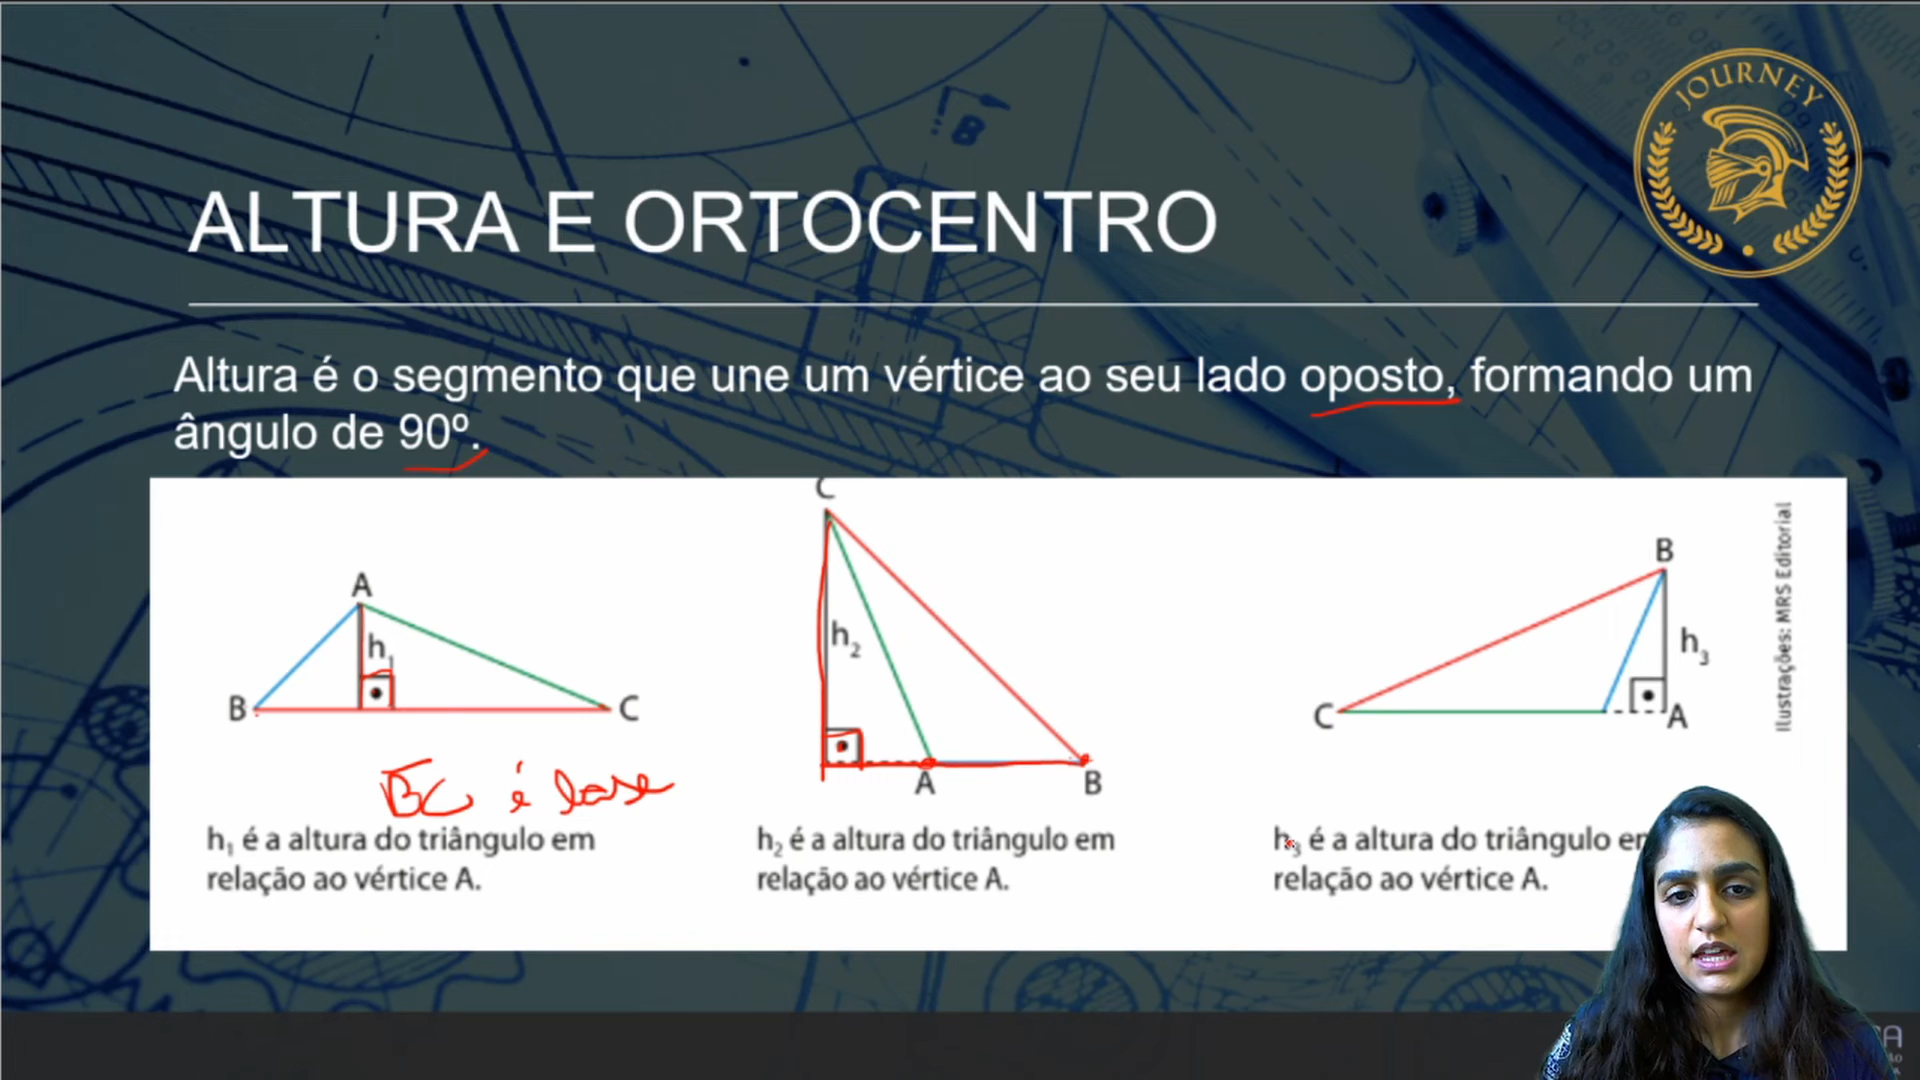 JOURNEY
B
ALTURA E ORTOCENTRO
Altura é o segmento que une um vértice ao seu lado oposto, formando um
ângulo de 90º.
C
A
h₁
B
C
h₂
A
B
B
h₃
C
A
Ilustrações: MRS Editorial
BC é base
h₁ é a altura do triângulo em
relação ao vértice A.
h₂ é a altura do triângulo em
relação ao vértice A.
h₃ é a altura do triângulo
relação ao vértice A.